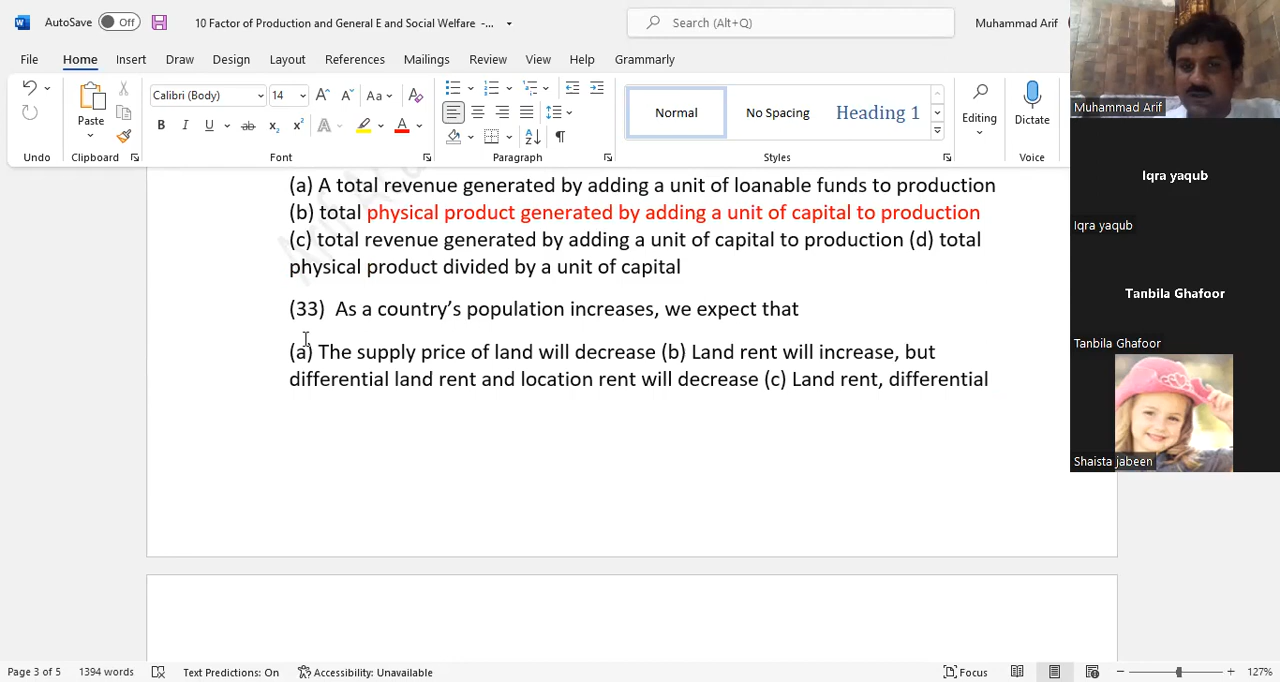 AutoSave Off 10 Factor of Production and General E and Social Welfare -... Search (Alt+Q) Muhammad Arif
File Home Insert Draw Design Layout References Mailings Review View Help Grammarly
Calibri (Body) 14 A A Aa A
Normal No Spacing Heading 1
Paste B I U ab x₂ x² A A
Editing Dictate
Undo Clipboard Font Paragraph Styles Voice
(a) A total revenue generated by adding a unit of loanable funds to production
(b) total physical product generated by adding a unit of capital to production
(c) total revenue generated by adding a unit of capital to production (d) total
physical product divided by a unit of capital
(33) As a country's population increases, we expect that
(a) The supply price of land will decrease (b) Land rent will increase, but
differential land rent and location rent will decrease (c) Land rent, differential
Muhammad Arif
Iqra yaqub
Iqra yaqub
Tanbila Ghafoor
Tanbila Ghafoor
Shaista jabeen
Page 3 of 5 1394 words Text Predictions: On Accessibility: Unavailable Focus 127%